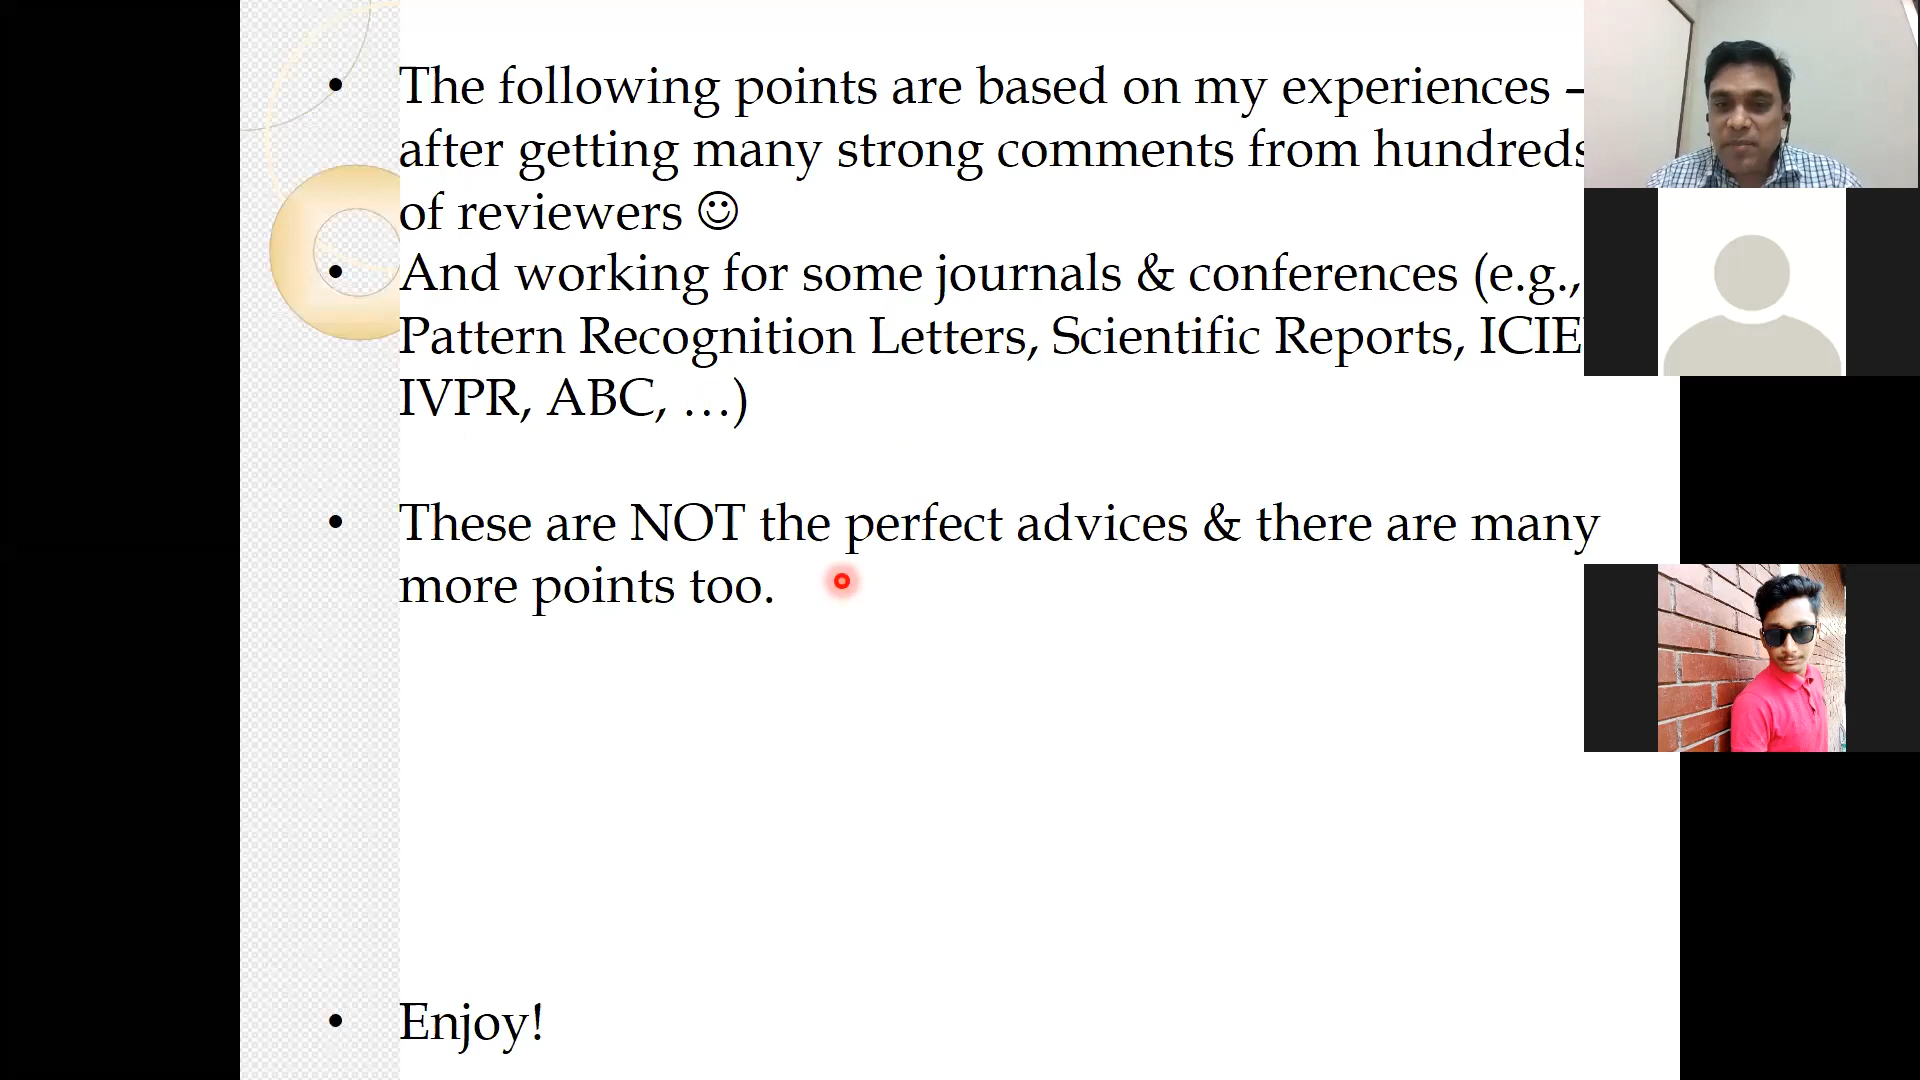 • The following points are based on my experiences –
after getting many strong comments from hundreds
of reviewers ☺
• And working for some journals & conferences (e.g.,
Pattern Recognition Letters, Scientific Reports,
IVPR, ABC, …)
• These are NOT the perfect advices & there are many
more points too.
• Enjoy!